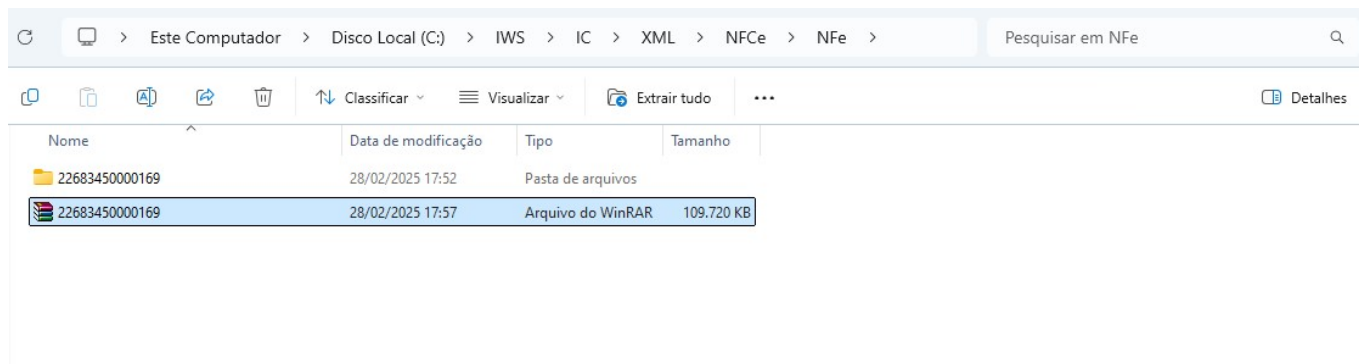 Este Computador > Disco Local (C:) > IWS > IC > XML > NFCe > NFe > Pesquisar em NFe
Classificar Visualizar Extrair tudo ... Detalhes
Nome Data de modificação Tipo Tamanho
22683450000169 28/02/2025 17:52 Pasta de arquivos
22683450000169 28/02/2025 17:57 Arquivo do WinRAR 109.720 KB